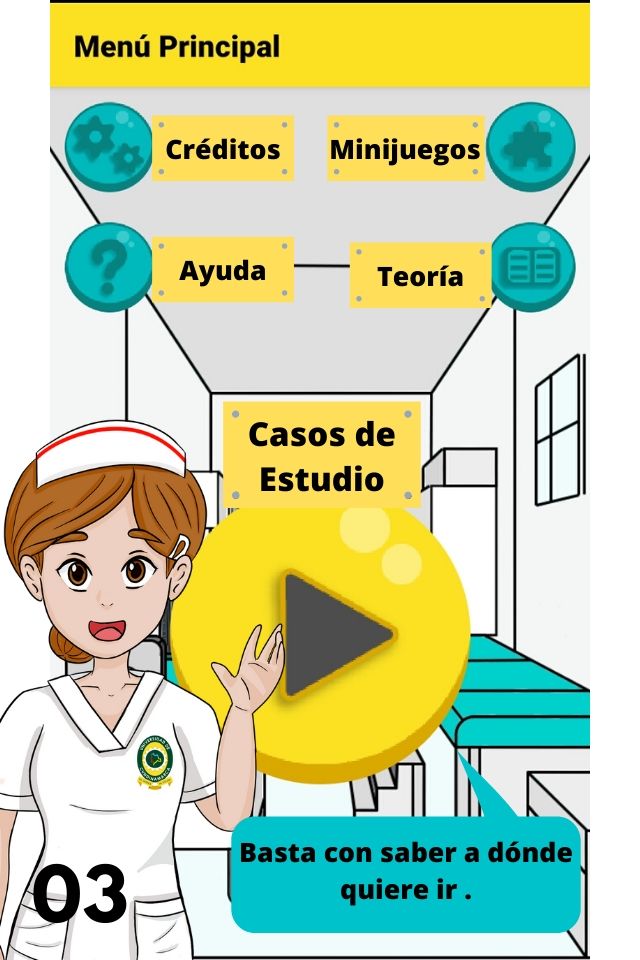 Menú Principal
Créditos
Minijuegos
Ayuda
Teoría
Casos de
Estudio
Basta con saber a dónde
quiere ir .
03